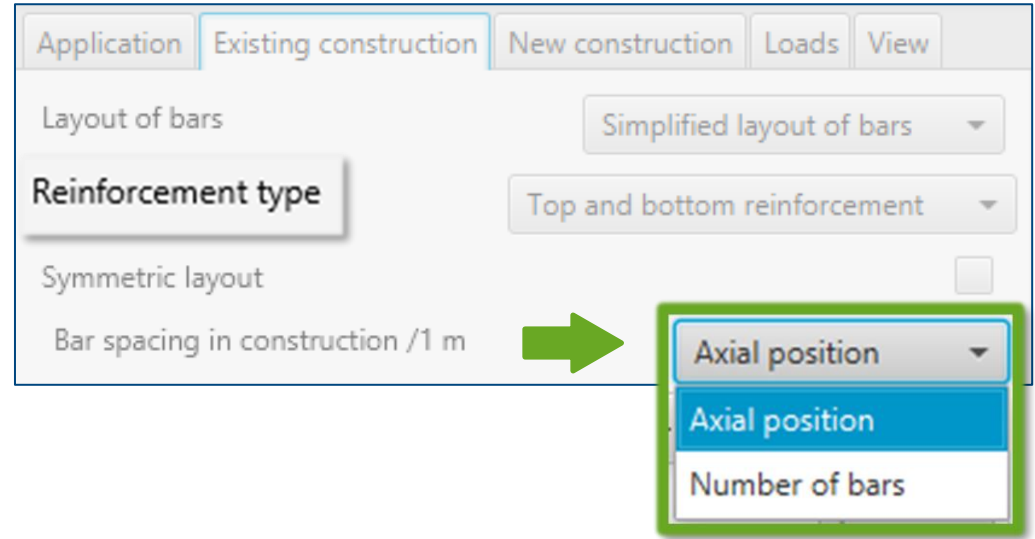 Application Existing construction New construction Loads View
Layout of bars Simplified layout of bars
Reinforcement type Top and bottom reinforcement
Symmetric layout
Bar spacing in construction /1 m Axial position
Axial position
Number of bars